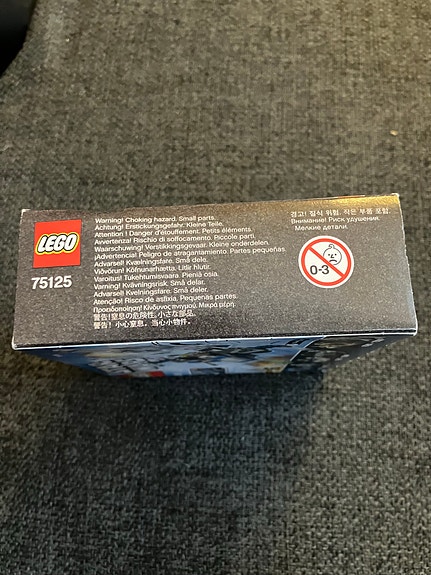 LEGO
75125
Warning! Choking hazard. Small parts.
Achtung! Erstickungsgefahr. Kleine Teile.
Attention ! Danger d'étouffement. Petits éléments.
Avvertenza! Rischio di soffocamento. Piccole parti.
Waarschuwing! Verstikkingsgevaar. Kleine onderdelen.
¡Advertencia! Peligro de atragantamiento. Partes pequeñas.
Advarsel! Kvælningsfare. Små dele.
Viðvörun! Köfnunarhætta. Litlir hlutir.
Varoitus! Tukehtumisvaara. Pieniä osia.
Varning! Kvävningsrisk. Små delar.
Advarsel! Kvelningsfare. Små deler.
Atenção! Risco de asfixia. Pequenas partes.
Προειδοποίηση! Κίνδυνος πνιγμού. Μικρά μέρη.
警告!窒息の危険性。小さな部品。
警告! 小心窒息。当心小物件。
경고! 질식 위험. 작은 부품 포함.
Внимание! Риск удушения.
Мелкие детали.
0-3